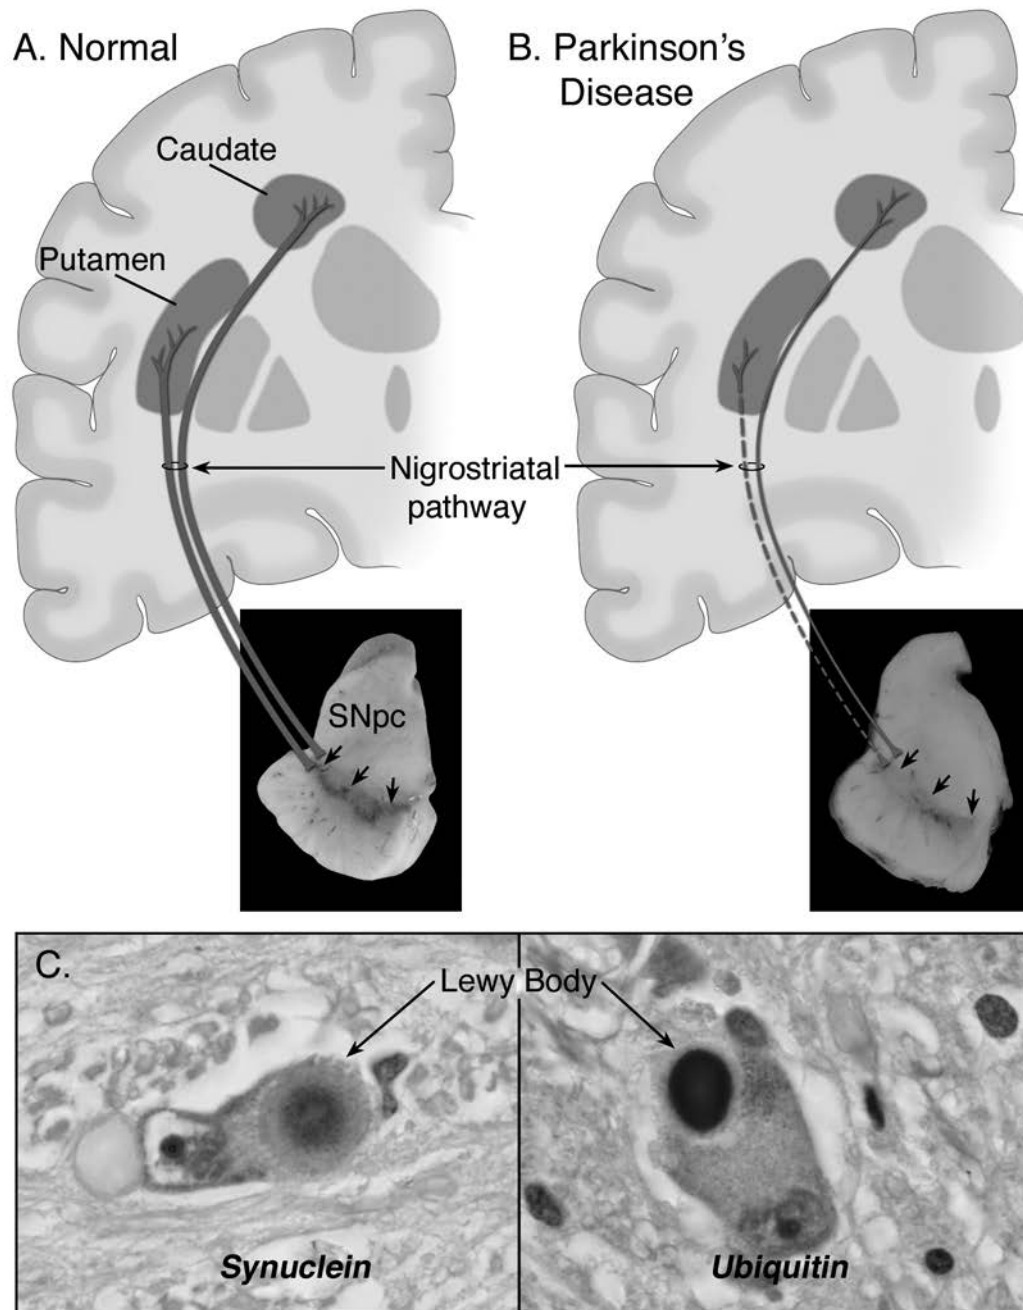 A. Normal
B. Parkinson's
Disease
Caudate
Putamen
Nigrostriatal
pathway
SNpc
C.
Lewy Body
Synuclein
Ubiquitin